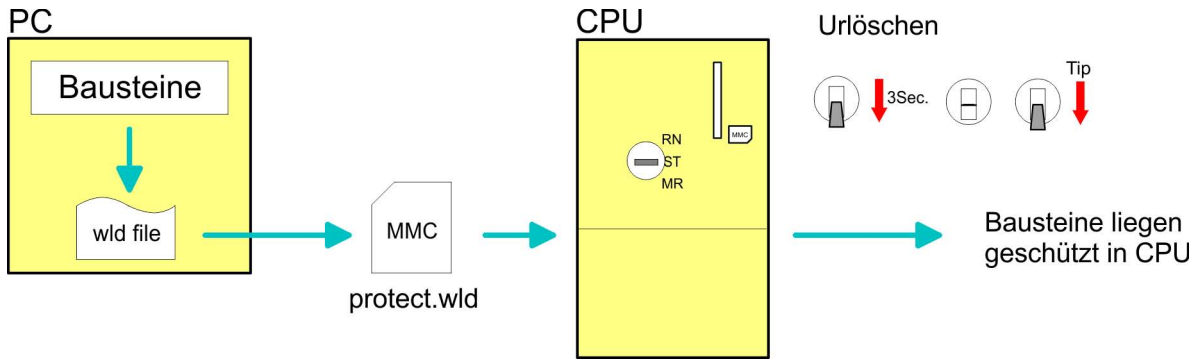 PC
Bausteine
wld file
MMC
protect.wld
CPU
MMC
RN
ST
MR
Urlöschen
3Sec.
Tip
Bausteine liegen
geschützt in CPU